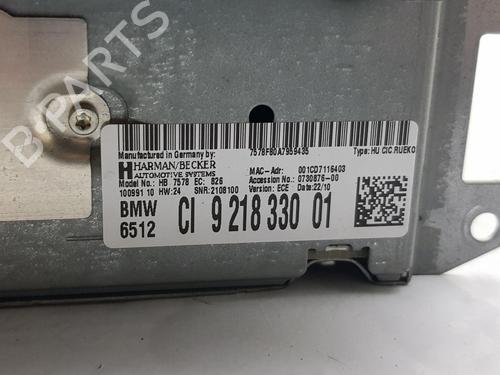 B-PARTS
Manufactured in Germany by: 7578F80A7959435 Type: HU CIC RUEKO
HARMAN/BECKER
AUTOMOTIVE SYSTEMS MAC-Adr: 001CD7116403
Model No.: HB 7578 EC: 826 Accession No.: 0730876-00
100991 10 HW:24 SNR:2108100 Version: ECE Date: 22/10
BMW CI 9 218 330 01
6512